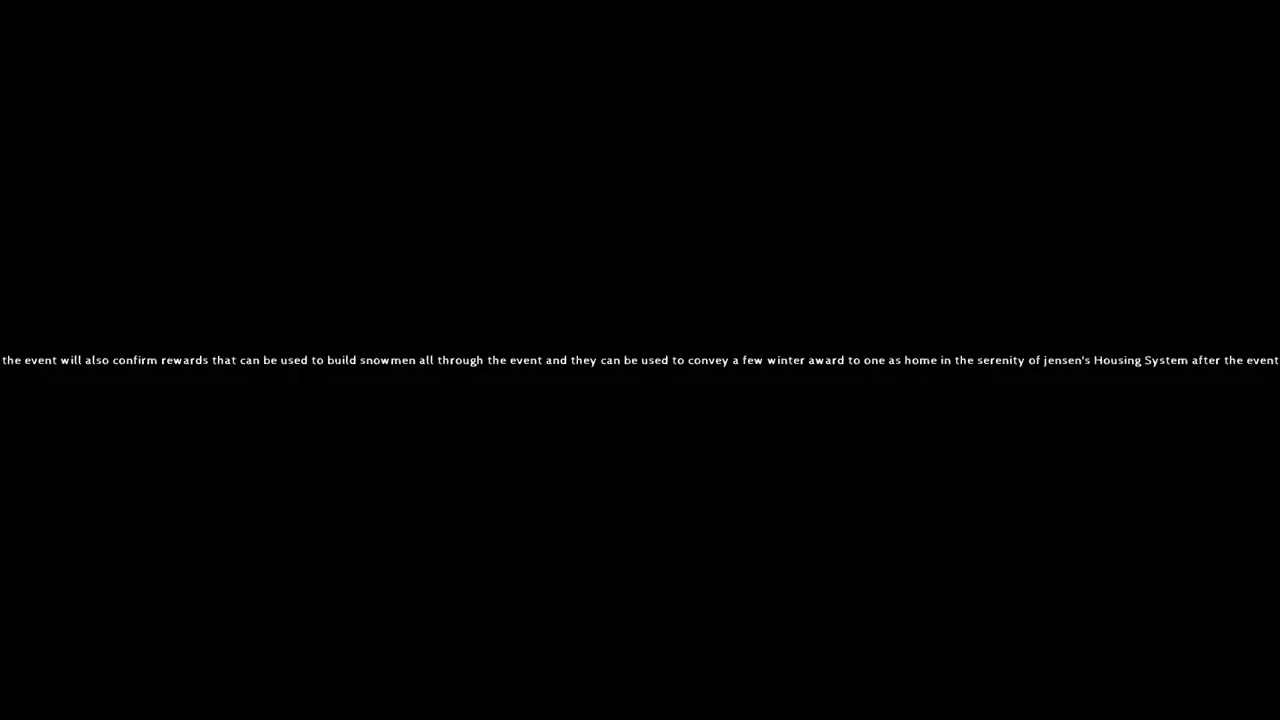 the event will also confirm rewards that can be used to build snowmen all through the event and they can be used to convey a few winter award to one as home in the serenity of jensen's Housing System after the event